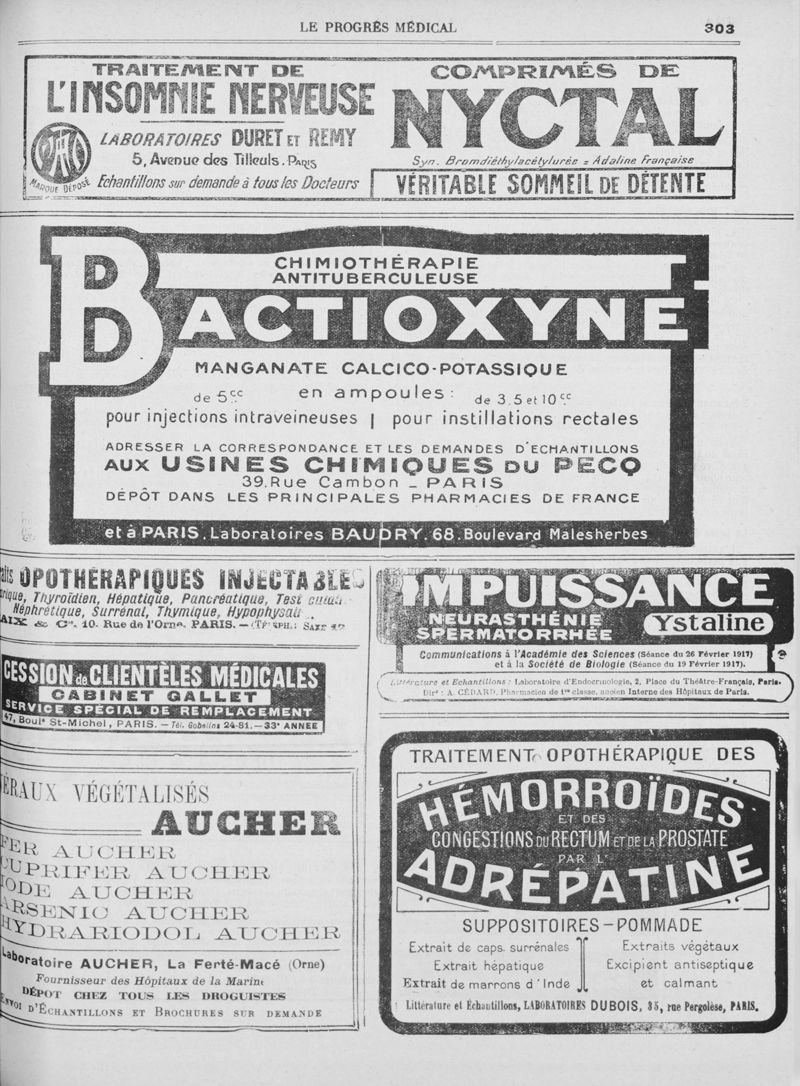 LE PROGRÈS MÉDICAL
303
TRAITEMENT DE
L'INSOMNIE NERVEUSE
LABORATOIRES DURET ET REMY
5, Avenue des Tilleuls. PARIS
MARQUE DÉPOSÉ
Echantillons sur demande à tous les Docteurs
COMPRIMÉS DE
NYCTAL
Syn. Bromdiéthylacétylurée = Adaline Française
VÉRITABLE SOMMEIL DE DÉTENTE
CHIMIOTHÉRAPIE
ANTITUBERCULEUSE
BACTIOXYNE
MANGANATE CALCICO-POTASSIQUE
en ampoules:
de 5cc
de 3.5 et 10cc
pour injections intraveineuses | pour instillations rectales
ADRESSER LA CORRESPONDANCE ET LES DEMANDES D'ECHANTILLONS
AUX USINES CHIMIQUES DU PECQ
39. Rue Cambon _ PARIS
DÉPÔT DANS LES PRINCIPALES PHARMACIES DE FRANCE
et à PARIS. Laboratoires BAUDRY. 68. Boulevard Malesherbes
aits OPOTHÉRAPIQUES INJECTABLES
rique, Thyroïdien, Hépatique, Pancréatique,
Néphrétique, Surrénal, Thymique,
AIX & Cie. 10. Rue de l'Orne, PARIS. —
CESSION de CLIENTÈLES MÉDICALES
CABINET GALLET
SERVICE SPÉCIAL DE REMPLACEMENT
47, Boulᵈ St-Michel, PARIS. — Tél. Gobelins 24-81. — 33e ANNEE
ÉRAUX VÉGÉTALISÉS
AUCHER
FER AUCHER
CUPRIFER AUCHER
IODE AUCHER
ARSENIC AUCHER
HYDRARIODOL AUCHER
Laboratoire AUCHER, La Ferté-Macé (Orne)
Fournisseur des Hôpitaux de la Marine
DÉPÔT CHEZ TOUS LES DROGUISTES
ENVOI D'ÉCHANTILLONS ET BROCHURES SUR DEMANDE
IMPUISSANCE
NEURASTHÉNIE
SPERMATORRHÉE
Ystaline
Communications à l'Académie des Sciences (Séance du 26 Février 1917)
et à la Société de Biologie (Séance du 19 Février 1917).
Littérature et Echantillons : Laboratoire d'Endocrinologie, 2, Place du Théâtre-Français, Paris.
Dirʳ : A. CÉDARD, Pharmacien de 1re classe, ancien Interne des Hôpitaux de Paris.
TRAITEMENT OPOTHÉRAPIQUE DES
HÉMORROÏDES
ET DES
CONGESTIONS DU RECTUM ET DE LA PROSTATE
PAR L'
ADRÉPATINE
SUPPOSITOIRES - POMMADE
Extrait de caps. surrénales
Extrait hépatique
Extrait de marrons d'Inde
Extraits végétaux
Excipient antiseptique
et calmant
Littérature et Échantillons, LABORATOIRES DUBOIS, 35, rue Pergolèse, PARIS.